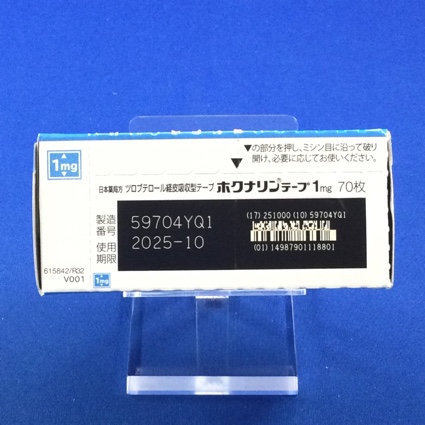 1mg
▼の部分を押し、ミシン目に沿って破り
開け、必要に応じてお使いください。
日本薬局方 ツロブテロール経皮吸収型テープ ホクナリン®テープ1mg 70枚
製造番号 59704YQ1
使用期限 2025-10
(17) 251000 (10) 59704YQ1
(01) 14987901118801
615842/R32
V001
1mg